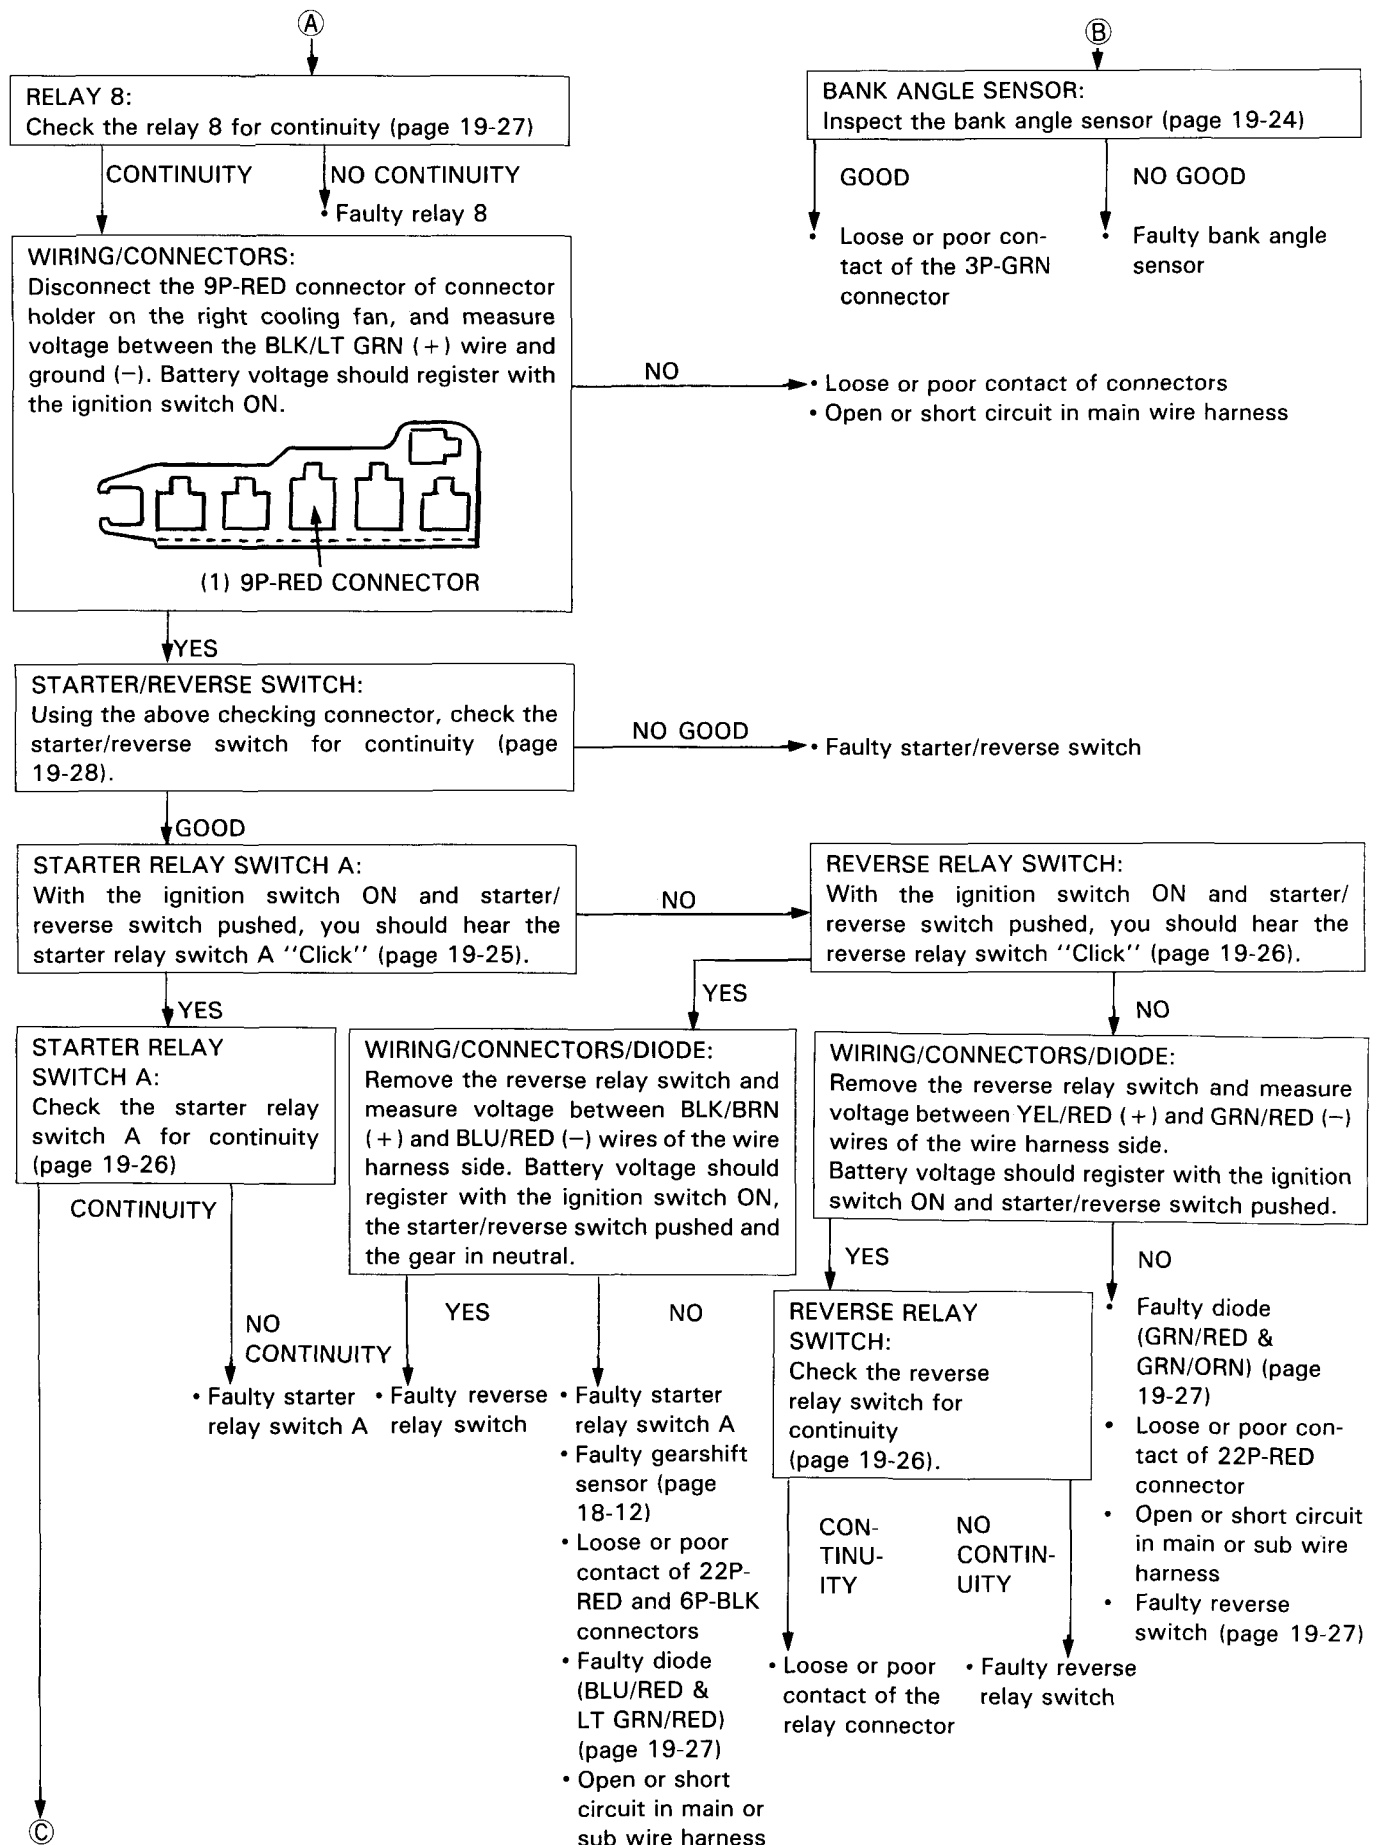 Ⓐ
RELAY 8:
Check the relay 8 for continuity (page 19-27)
CONTINUITY
NO CONTINUITY
• Faulty relay 8
WIRING/CONNECTORS:
Disconnect the 9P-RED connector of connector
holder on the right cooling fan, and measure
voltage between the BLK/LT GRN (+) wire and
ground (−). Battery voltage should register with
the ignition switch ON.
(1) 9P-RED CONNECTOR
Ⓑ
BANK ANGLE SENSOR:
Inspect the bank angle sensor (page 19-24)
GOOD
NO GOOD
• Loose or poor con-
tact of the 3P-GRN
connector
• Faulty bank angle
sensor
NO
• Loose or poor contact of connectors
• Open or short circuit in main wire harness
YES
STARTER/REVERSE SWITCH:
Using the above checking connector, check the
starter/reverse switch for continuity (page
19-28).
NO GOOD
• Faulty starter/reverse switch
GOOD
STARTER RELAY SWITCH A:
With the ignition switch ON and starter/
reverse switch pushed, you should hear the
starter relay switch A ''Click'' (page 19-25).
NO
REVERSE RELAY SWITCH:
With the ignition switch ON and starter/
reverse switch pushed, you should hear the
reverse relay switch ''Click'' (page 19-26).
YES
YES
NO
STARTER RELAY
SWITCH A:
Check the starter relay
switch A for continuity
(page 19-26)
CONTINUITY
NO
CONTINUITY
• Faulty starter
relay switch A
WIRING/CONNECTORS/DIODE:
Remove the reverse relay switch and
measure voltage between BLK/BRN
(+) and BLU/RED (−) wires of the wire
harness side. Battery voltage should
register with the ignition switch ON,
the starter/reverse switch pushed and
the gear in neutral.
YES
NO
• Faulty reverse
relay switch
• Faulty starter
relay switch A
• Faulty gearshift
sensor (page
18-12)
• Loose or poor
contact of 22P-
RED and 6P-BLK
connectors
• Faulty diode
(BLU/RED &
LT GRN/RED)
(page 19-27)
• Open or short
circuit in main or
sub wire harness
WIRING/CONNECTORS/DIODE:
Remove the reverse relay switch and measure
voltage between YEL/RED (+) and GRN/RED (−)
wires of the wire harness side.
Battery voltage should register with the ignition
switch ON and starter/reverse switch pushed.
YES
NO
REVERSE RELAY
SWITCH:
Check the reverse
relay switch for
continuity
(page 19-26).
CON-
TINU-
ITY
NO
CONTIN-
UITY
• Loose or poor
contact of the
relay connector
• Faulty reverse
relay switch
• Faulty diode
(GRN/RED &
GRN/ORN) (page
19-27)
• Loose or poor con-
tact of 22P-RED
connector
• Open or short circuit
in main or sub wire
harness
• Faulty reverse
switch (page 19-27)
Ⓒ